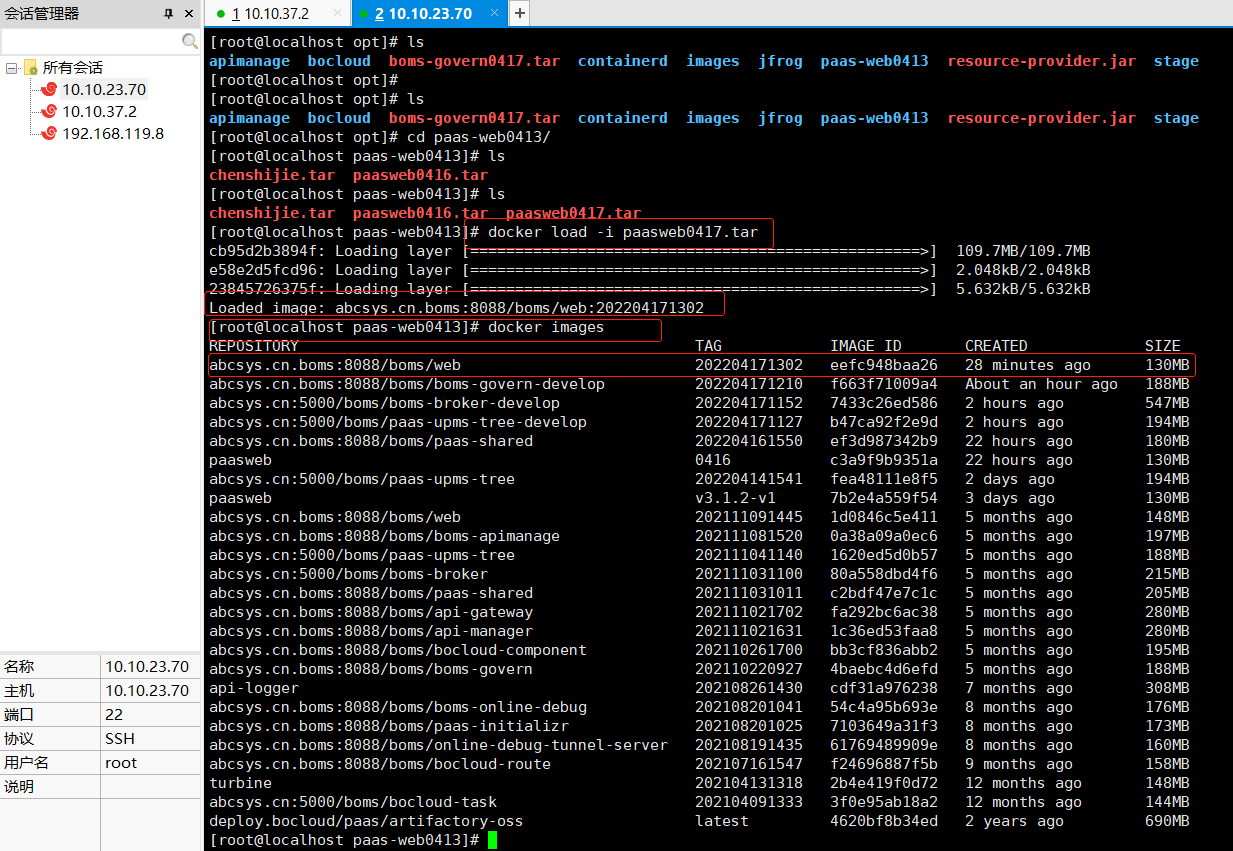 会话管理器
1 10.10.37.2
2 10.10.23.70
所有会话
10.10.23.70
10.10.37.2
192.168.119.8
名称 10.10.23.70
主机 10.10.23.70
端口 22
协议 SSH
用户名 root
说明
[root@localhost opt]# ls
apimanage bocloud boms-govern0417.tar containerd images jfrog paas-web0413 resource-provider.jar stage
[root@localhost opt]#
[root@localhost opt]# ls
apimanage bocloud boms-govern0417.tar containerd images jfrog paas-web0413 resource-provider.jar stage
[root@localhost opt]# cd paas-web0413/
[root@localhost paas-web0413]# ls
chenshijie.tar paasweb0416.tar
[root@localhost paas-web0413]# ls
chenshijie.tar paasweb0416.tar paasweb0417.tar
[root@localhost paas-web0413]# docker load -i paasweb0417.tar
cb95d2b3894f: Loading layer [==================================================>] 109.7MB/109.7MB
e58e2d5fcd96: Loading layer [==================================================>] 2.048kB/2.048kB
23845726375f: Loading layer [==================================================>] 5.632kB/5.632kB
Loaded image: abcsys.cn.boms:8088/boms/web:202204171302
[root@localhost paas-web0413]# docker images
REPOSITORY TAG IMAGE ID CREATED SIZE
abcsys.cn.boms:8088/boms/web 202204171302 eefc948baa26 28 minutes ago 130MB
abcsys.cn.boms:8088/boms/boms-govern-develop 202204171210 f663f71009a4 About an hour ago 188MB
abcsys.cn:5000/boms/boms-broker-develop 202204171152 7433c26ed586 2 hours ago 547MB
abcsys.cn:5000/boms/paas-upms-tree-develop 202204171127 b47ca92f2e9d 2 hours ago 194MB
abcsys.cn.boms:8088/boms/paas-shared 202204161550 ef3d987342b9 22 hours ago 180MB
paasweb 0416 c3a9f9b9351a 22 hours ago 130MB
abcsys.cn:5000/boms/paas-upms-tree 202204141541 fea48111e8f5 2 days ago 194MB
paasweb v3.1.2-v1 7b2e4a559f54 3 days ago 130MB
abcsys.cn.boms:8088/boms/web 202111091445 1d0846c5e411 5 months ago 148MB
abcsys.cn.boms:8088/boms/boms-apimanage 202111081520 0a38a09a0ec6 5 months ago 197MB
abcsys.cn:5000/boms/paas-upms-tree 202111041140 1620ed5d0b57 5 months ago 188MB
abcsys.cn:5000/boms/boms-broker 202111031100 80a558dbd4f6 5 months ago 215MB
abcsys.cn.boms:8088/boms/paas-shared 202111031011 c2bdf47e7c1c 5 months ago 205MB
abcsys.cn.boms:8088/boms/api-gateway 202111021702 fa292bc6ac38 5 months ago 280MB
abcsys.cn.boms:8088/boms/api-manager 202111021631 1c36ed53faa8 5 months ago 280MB
abcsys.cn.boms:8088/boms/bocloud-component 202110261700 bb3cf836abb2 5 months ago 195MB
abcsys.cn.boms:8088/boms/boms-govern 202110220927 4baebc4d6efd 5 months ago 188MB
api-logger 202108261430 cdf31a976238 7 months ago 308MB
abcsys.cn.boms:8088/boms/boms-online-debug 202108201041 54c4a95b693e 8 months ago 176MB
abcsys.cn.boms:8088/boms/paas-initializr 202108201025 7103649a31f3 8 months ago 173MB
abcsys.cn.boms:8088/boms/online-debug-tunnel-server 202108191435 61769489909e 8 months ago 160MB
abcsys.cn.boms:8088/boms/bocloud-route 202107161547 f24696887f5b 9 months ago 158MB
turbine 202104131318 2b4e419f0d72 12 months ago 148MB
abcsys.cn:5000/boms/bocloud-task 202104091333 3f0e95ab18a2 12 months ago 144MB
deploy.bocloud/paas/artifactory-oss latest 4620bf8b34ed 2 years ago 690MB
[root@localhost paas-web0413]#